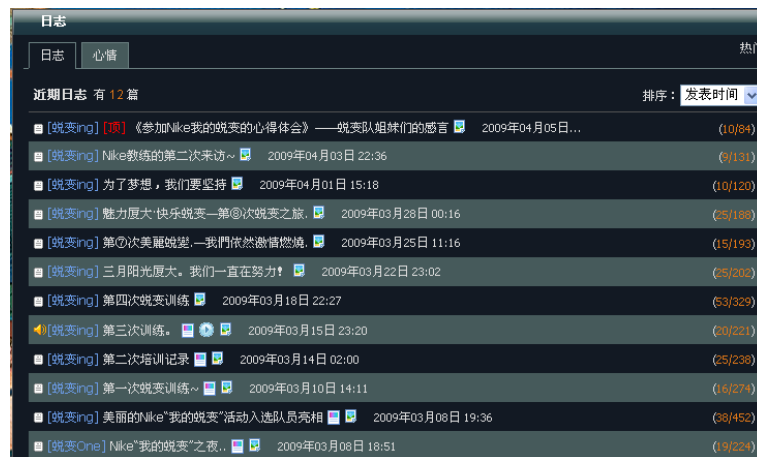 日志
日志 心情 热门
近期日志 有12篇 排序： 发表时间
[蜕变ing] [顶] 《参加Nike我的蜕变的心得体会》——蜕变队姐妹们的感言 2009年04月05日... (10/84)
[蜕变ing] Nike教练的第二次来访~ 2009年04月03日 22:36 (9/131)
[蜕变ing] 为了梦想，我们要坚持 2009年04月01日 15:18 (10/120)
[蜕变ing] 魅力厦大·快乐蜕变—第⑧次蜕变之旅. 2009年03月28日 00:16 (25/188)
[蜕变ing] 第⑦次美麗蛻變.—我們依然激情燃燒. 2009年03月25日 11:16 (15/193)
[蜕变ing] 三月阳光厦大。我们一直在努力！ 2009年03月22日 23:02 (25/202)
[蜕变ing] 第四次蜕变训练 2009年03月18日 22:27 (53/329)
[蜕变ing] 第三次训练。 2009年03月15日 23:20 (20/221)
[蜕变ing] 第二次培训记录 2009年03月14日 02:00 (25/238)
[蜕变ing] 第一次蜕变训练~ 2009年03月10日 14:11 (16/274)
[蜕变ing] 美丽的Nike“我的蜕变”活动入选队员亮相 2009年03月08日 19:36 (38/452)
[蜕变One] Nike“我的蜕变”之夜.. 2009年03月08日 18:51 (19/224)